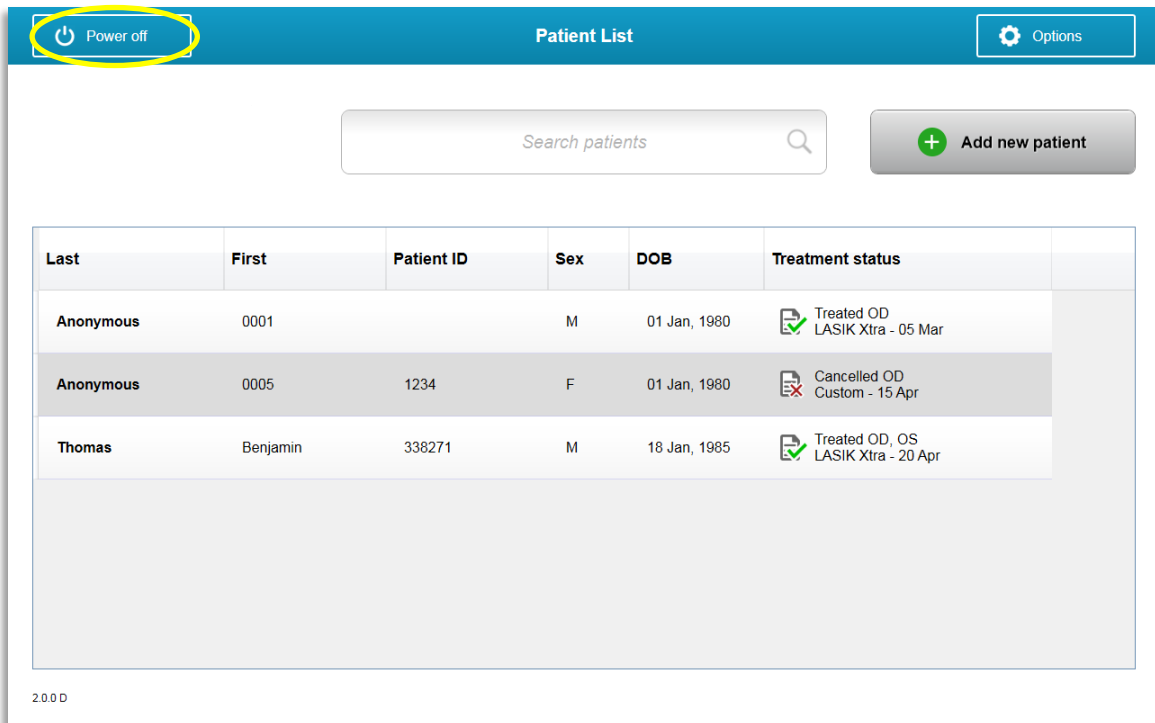 Power off
Patient List
Options
Search patients
Add new patient
Last First Patient ID Sex DOB Treatment status
Anonymous 0001 M 01 Jan, 1980 Treated OD
LASIK Xtra - 05 Mar
Anonymous 0005 1234 F 01 Jan, 1980 Cancelled OD
Custom - 15 Apr
Thomas Benjamin 338271 M 18 Jan, 1985 Treated OD, OS
LASIK Xtra - 20 Apr
2.0.0 D